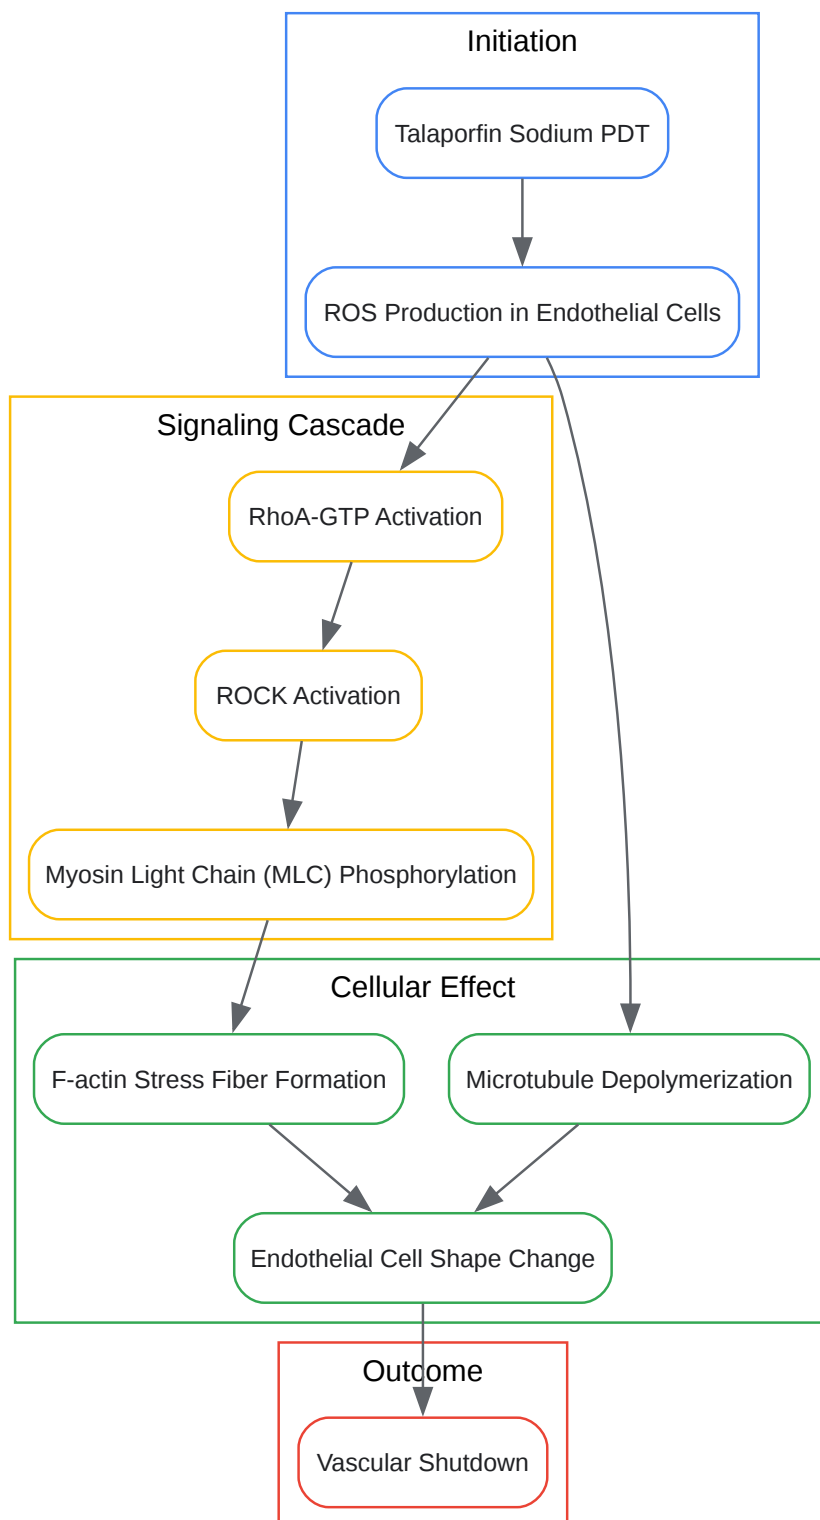 Initiation
Talaporfin Sodium PDT
ROS Production in Endothelial Cells
Signaling Cascade
RhoA-GTP Activation
ROCK Activation
Myosin Light Chain (MLC) Phosphorylation
Cellular Effect
F-actin Stress Fiber Formation
Microtubule Depolymerization
Endothelial Cell Shape Change
Outcome
Vascular Shutdown